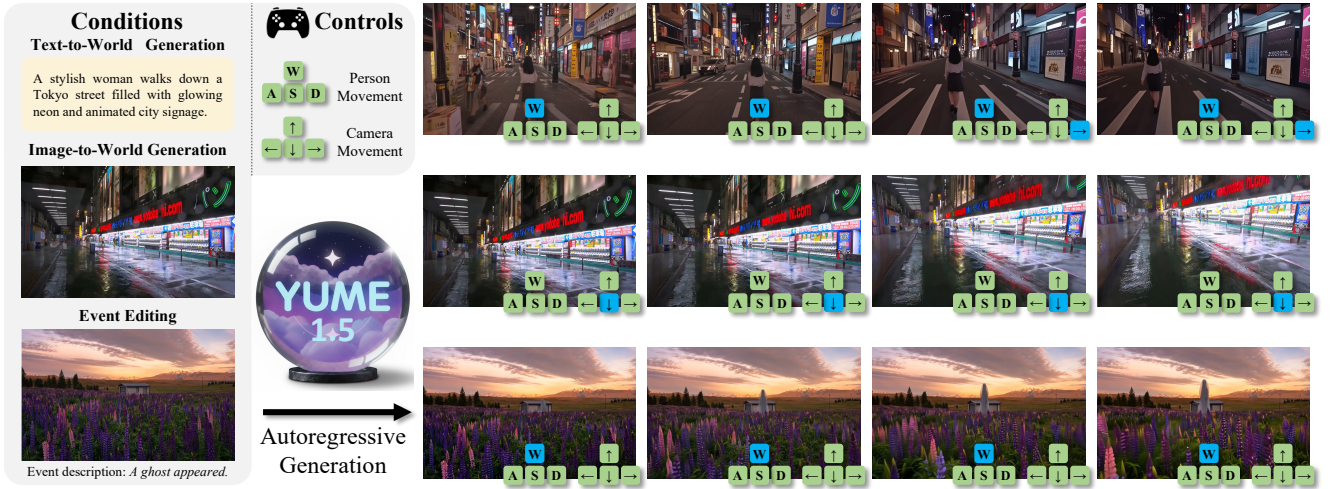 Conditions
Text-to-World Generation
A stylish woman walks down a
Tokyo street filled with glowing
neon and animated city signage.
Image-to-World Generation
Event Editing
Event description: A ghost appeared.
Controls
W
A S D
Person
Movement
↑
← ↓ →
Camera
Movement
YUME
1.5
Autoregressive
Generation
W ↑
A S D ← ↓ →
W ↑
A S D ← ↓ →
W ↑
A S D ← ↓ →
W ↑
A S D ← ↓ →
W ↑
A S D ← ↓ →
W ↑
A S D ← ↓ →
W ↑
A S D ← ↓ →
W ↑
A S D ← ↓ →
W ↑
A S D ← ↓ →
W ↑
A S D ← ↓ →
W ↑
A S D ← ↓ →
W ↑
A S D ← ↓ →